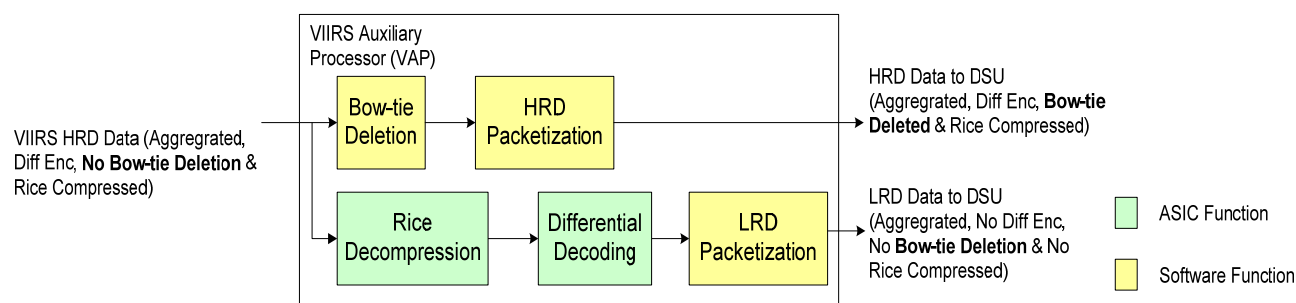 VIIRS HRD Data (Aggregrated,
Diff Enc, No Bow-tie Deletion &
Rice Compressed)
VIIRS Auxiliary
Processor (VAP)
Bow-tie
Deletion
HRD
Packetization
HRD Data to DSU
(Aggregrated, Diff Enc, Bow-tie
Deleted & Rice Compressed)
Rice
Decompression
Differential
Decoding
LRD
Packetization
LRD Data to DSU
(Aggregrated, No Diff Enc,
No Bow-tie Deletion & No
Rice Compressed)
ASIC Function
Software Function